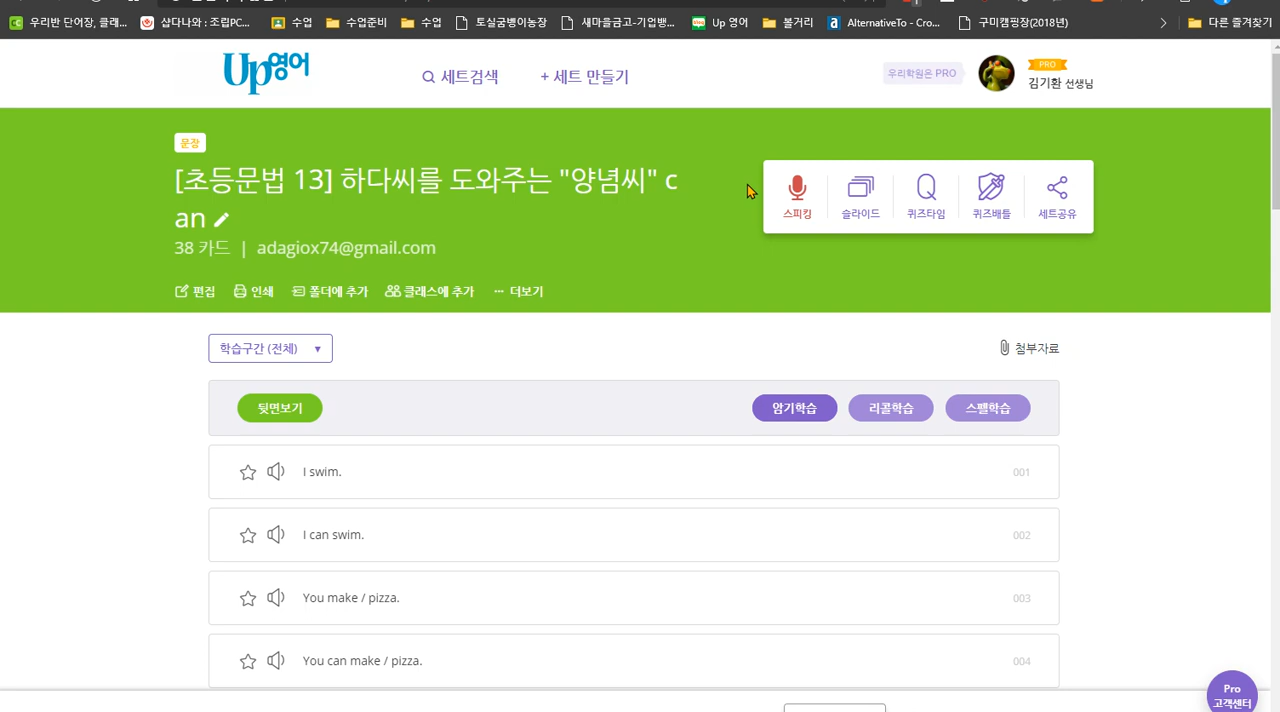 우리반 단어장, 클래... 샵다나와 : 조립PC... 수업 수업준비 수업 토실금뱅이농장 새마을금고-기업뱅... Up 영어 볼거리 AlternativeTo - Cro... 구미캠핑장(2018년) 다른 즐겨찾기
Up영어 세트검색 + 세트 만들기 우리학원은 PRO PRO
김기환 선생님
문장
[초등문법 13] 하다씨를 도와주는 "양념씨" c
an
38 카드 | adagiox74@gmail.com
스피킹 슬라이드 퀴즈타임 퀴즈배틀 세트공유
편집 인쇄 폴더에 추가 클래스에 추가 ··· 더보기
학습구간 (전체) ▼ 첨부자료
뒷면보기 암기학습 리콜학습 스펠학습
I swim. 001
I can swim. 002
You make / pizza. 003
You can make / pizza. 004
Pro
고객센터